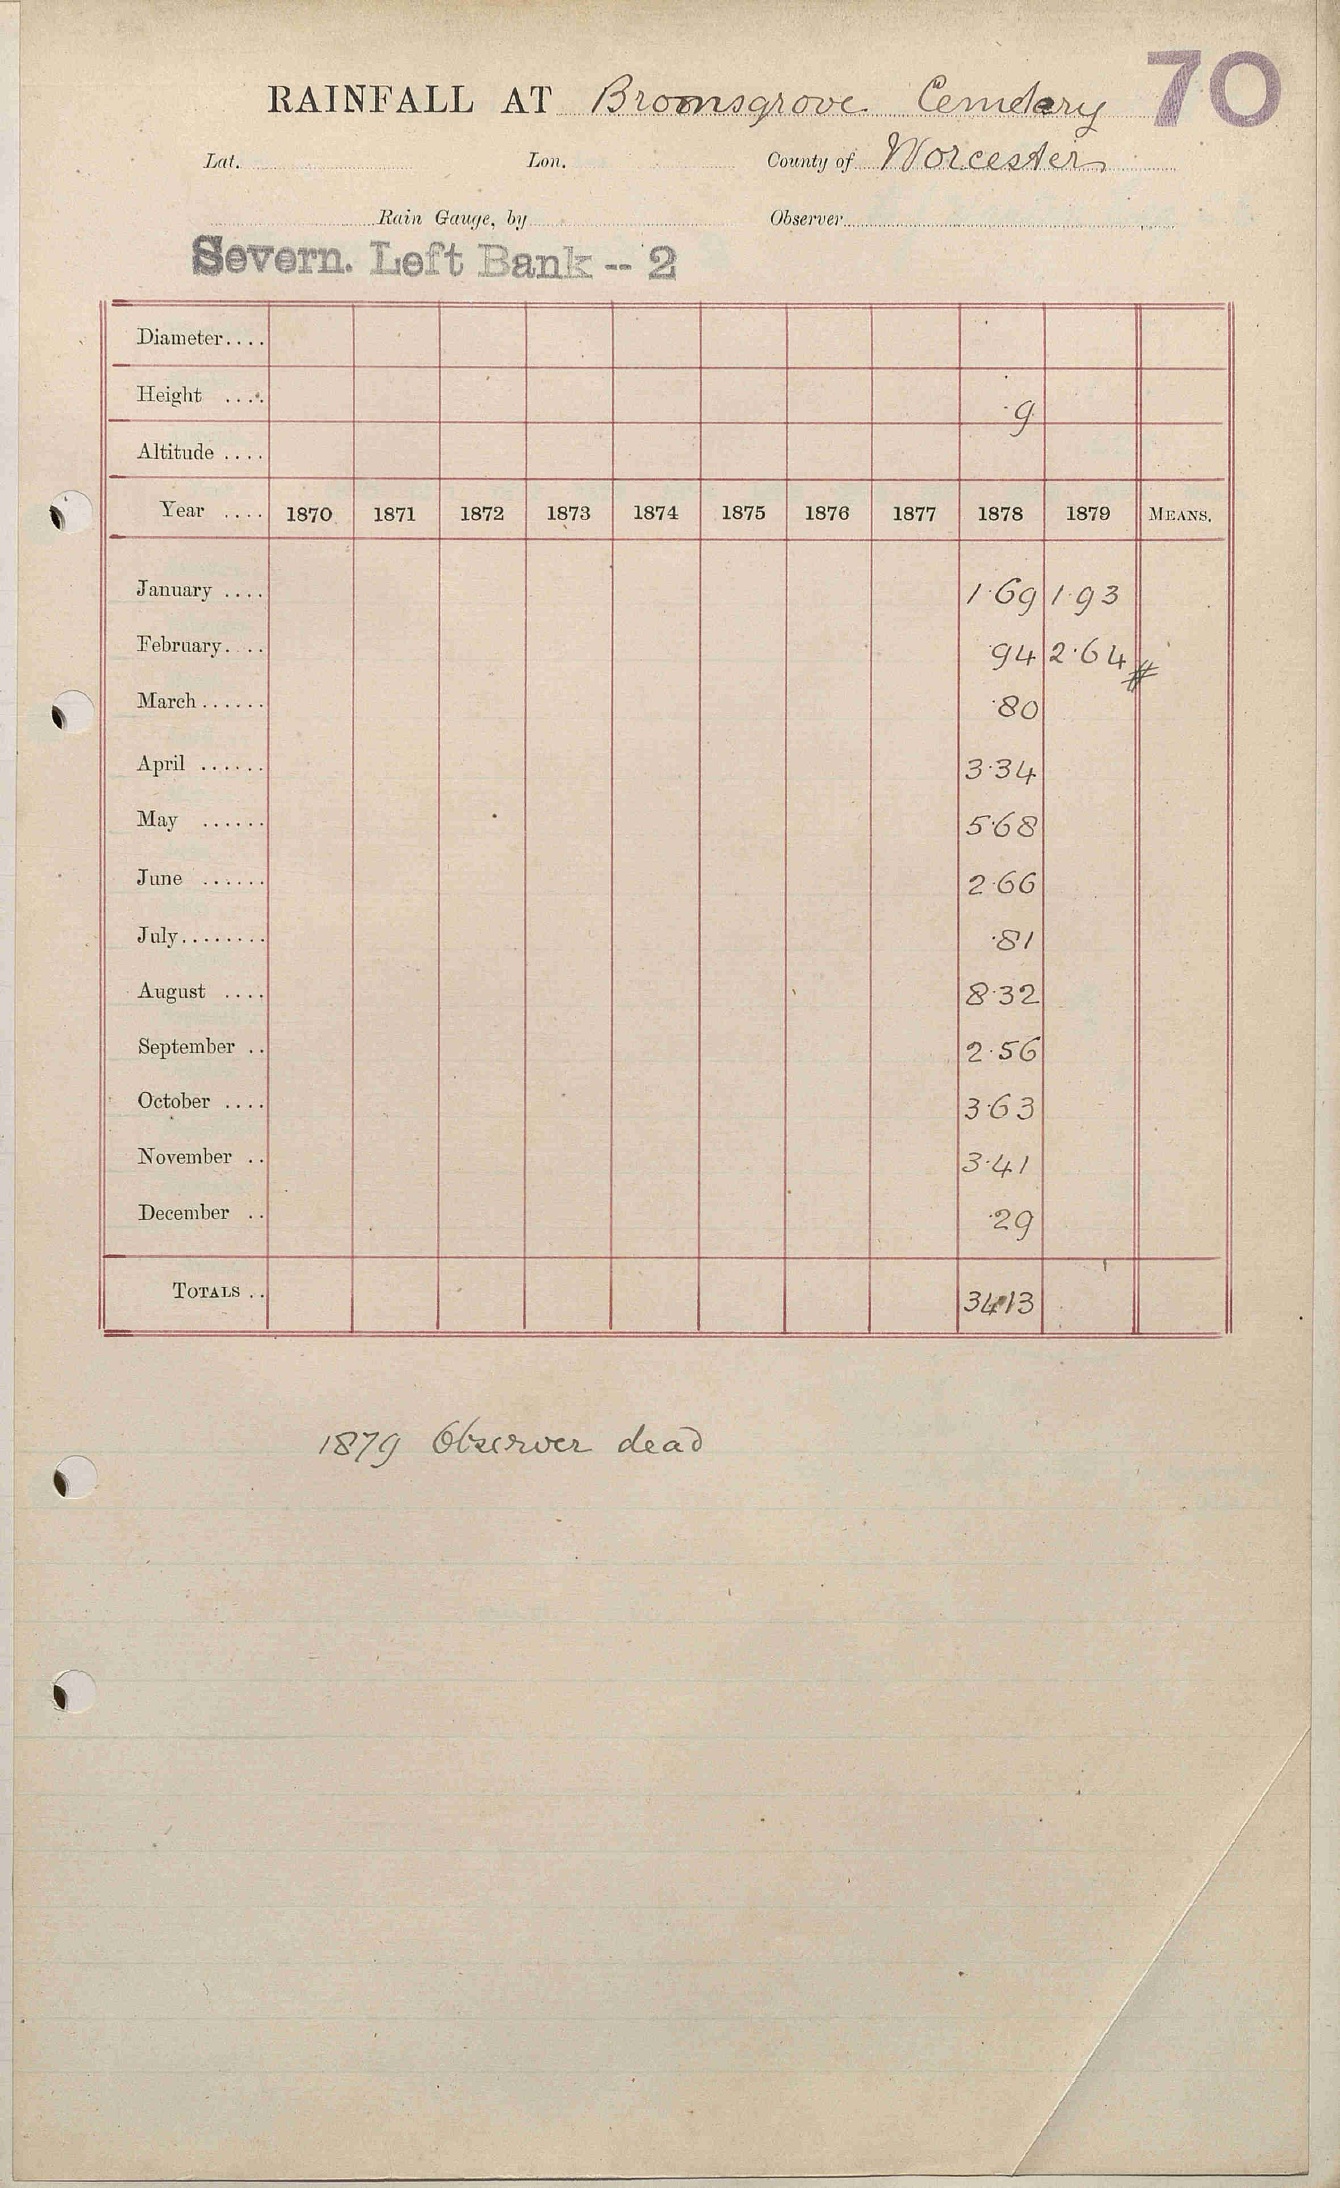 70
RAINFALL AT Bromsgrove Cemetery
Lat. Lon. County of Worcester
Rain Gauge, by Observer
Severn. Left Bank -- 2
Diameter....
Height .... ·9
Altitude ....
Year .... 1870 1871 1872 1873 1874 1875 1876 1877 1878 1879 MEANS.
January .... 1·69 1·93
February.... ·94 2·64 #
March...... ·80
April ...... 3·34
May ...... 5·68
June ...... 2·66
July........ ·81
August .... 8·32
September .. 2·56
October .... 3·63
November .. 3·41
December .. ·29
TOTALS .. 34·13
1879 Observer dead